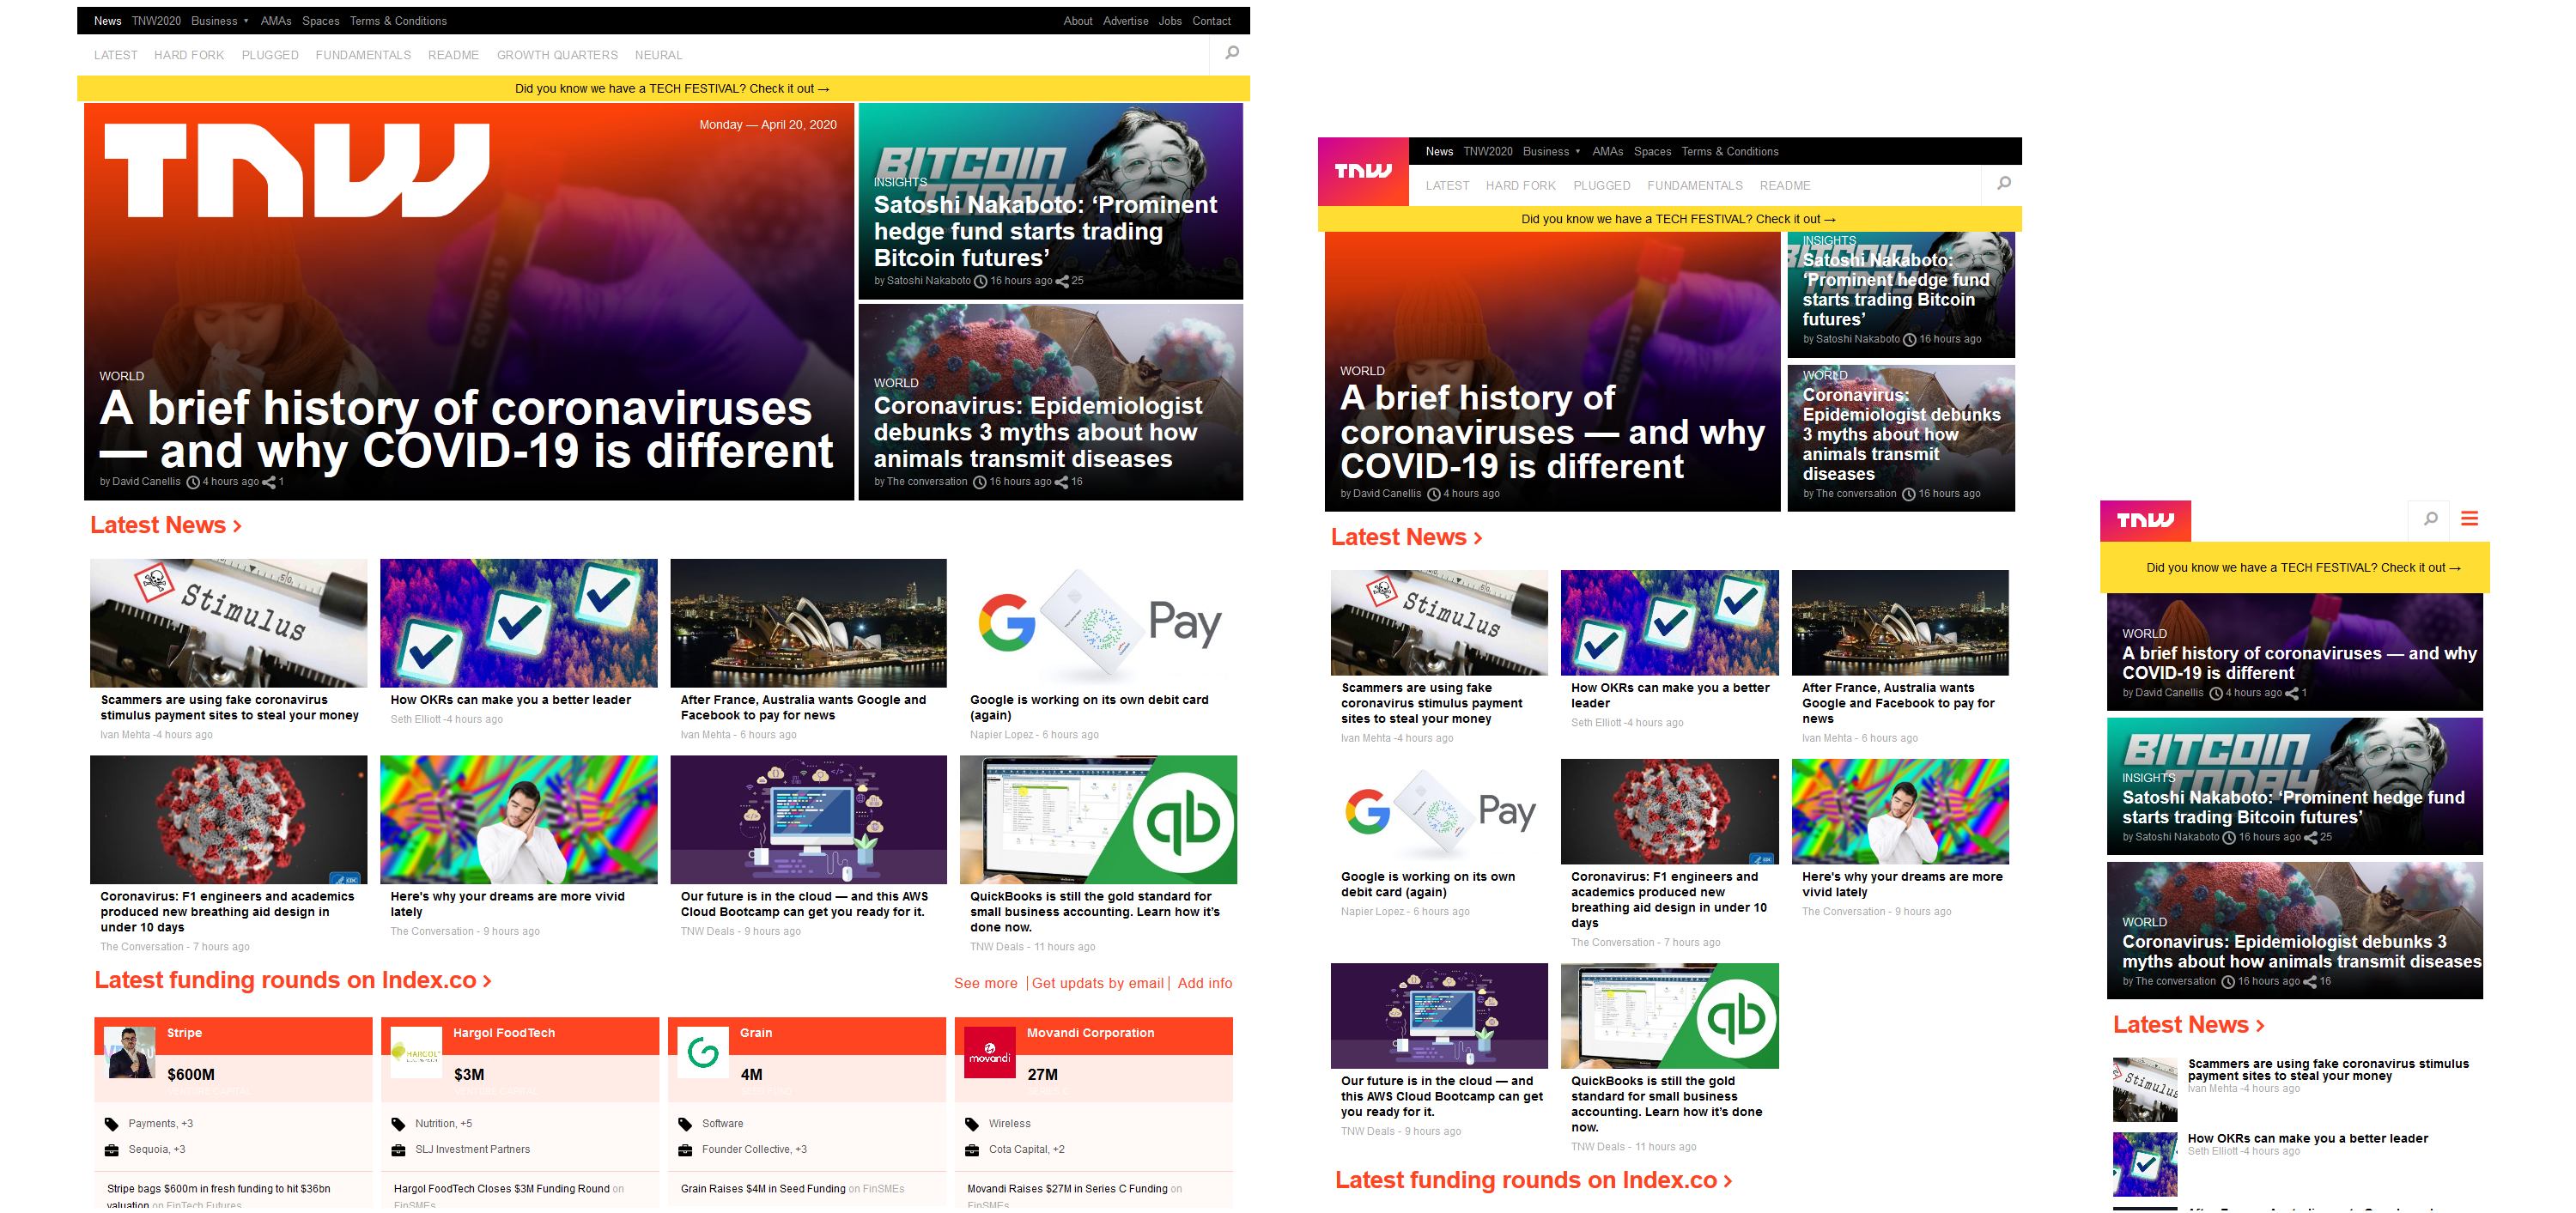 News TNW2020 Business ▾ AMAs Spaces Terms & Conditions About Advertise Jobs Contact
LATEST HARD FORK PLUGGED FUNDAMENTALS README GROWTH QUARTERS NEURAL
Did you know we have a TECH FESTIVAL? Check it out →
TNW
Monday — April 20, 2020
WORLD
A brief history of coronaviruses
— and why COVID-19 is different
by David Canellis 4 hours ago 1
BITCOIN
TODAY
INSIGHTS
Satoshi Nakaboto: ‘Prominent
hedge fund starts trading
Bitcoin futures’
by Satoshi Nakaboto 16 hours ago 25
WORLD
Coronavirus: Epidemiologist
debunks 3 myths about how
animals transmit diseases
by The conversation 16 hours ago 16
Latest News >
Stimulus
Scammers are using fake coronavirus
stimulus payment sites to steal your money
Ivan Mehta -4 hours ago
How OKRs can make you a better leader
Seth Elliott -4 hours ago
After France, Australia wants Google and
Facebook to pay for news
Ivan Mehta - 6 hours ago
G Pay
Google is working on its own debit card
(again)
Napier Lopez - 6 hours ago
Coronavirus: F1 engineers and academics
produced new breathing aid design in
under 10 days
The Conversation - 7 hours ago
Here's why your dreams are more vivid
lately
The Conversation - 9 hours ago
Our future is in the cloud — and this AWS
Cloud Bootcamp can get you ready for it.
TNW Deals - 9 hours ago
qb
QuickBooks is still the gold standard for
small business accounting. Learn how it's
done now.
TNW Deals - 11 hours ago
Latest funding rounds on Index.co >
See more | Get updats by email | Add info
Stripe
$600M
Payments, +3
Sequoia, +3
Stripe bags $600m in fresh funding to hit $36bn
valuation on FinTech Futures
HARGOL
Hargol FoodTech
$3M
Nutrition, +5
SLJ Investment Partners
Hargol FoodTech Closes $3M Funding Round on
FinSMEs
Grain
4M
Software
Founder Collective, +3
Grain Raises $4M in Seed Funding on FinSMEs
movandi
Movandi Corporation
27M
Wireless
Cota Capital, +2
Movandi Raises $27M in Series C Funding on
FinSMEs
TNW
News TNW2020 Business ▾ AMAs Spaces Terms & Conditions
LATEST HARD FORK PLUGGED FUNDAMENTALS README
Did you know we have a TECH FESTIVAL? Check it out →
WORLD
A brief history of
coronaviruses — and why
COVID-19 is different
by David Canellis 4 hours ago
BITCOIN
TODAY
INSIGHTS
Satoshi Nakaboto:
‘Prominent hedge fund
starts trading Bitcoin
futures’
by Satoshi Nakaboto 16 hours ago
WORLD
Coronavirus:
Epidemiologist debunks
3 myths about how
animals transmit
diseases
by The conversation 16 hours ago
Latest News >
Stimulus
Scammers are using fake
coronavirus stimulus payment
sites to steal your money
Ivan Mehta -4 hours ago
How OKRs can make you a better
leader
Seth Elliott -4 hours ago
After France, Australia wants
Google and Facebook to pay for
news
Ivan Mehta - 6 hours ago
G Pay
Google is working on its own
debit card (again)
Napier Lopez - 6 hours ago
Coronavirus: F1 engineers and
academics produced new
breathing aid design in under 10
days
The Conversation - 7 hours ago
Here's why your dreams are more
vivid lately
The Conversation - 9 hours ago
Our future is in the cloud — and
this AWS Cloud Bootcamp can get
you ready for it.
TNW Deals - 9 hours ago
qb
QuickBooks is still the gold
standard for small business
accounting. Learn how it's done
now.
TNW Deals - 11 hours ago
Latest funding rounds on Index.co >
TNW
Did you know we have a TECH FESTIVAL? Check it out →
WORLD
A brief history of coronaviruses — and why
COVID-19 is different
by David Canellis 4 hours ago 1
BITCOIN
TODAY
INSIGHTS
Satoshi Nakaboto: ‘Prominent hedge fund
starts trading Bitcoin futures’
by Satoshi Nakaboto 16 hours ago 25
WORLD
Coronavirus: Epidemiologist debunks 3
myths about how animals transmit diseases
by The conversation 16 hours ago 16
Latest News >
Stimulus
Scammers are using fake coronavirus stimulus
payment sites to steal your money
Ivan Mehta -4 hours ago
How OKRs can make you a better leader
Seth Elliott -4 hours ago